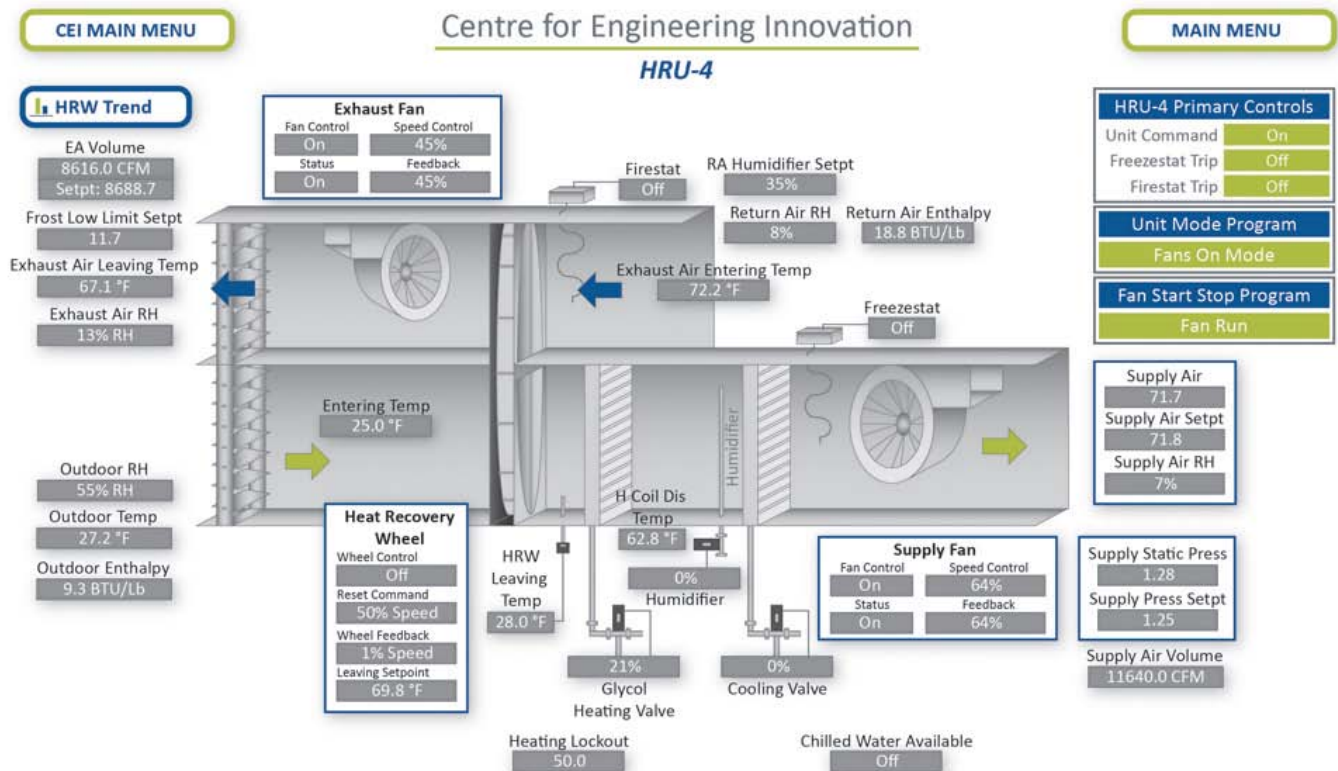 CEI MAIN MENU
Centre for Engineering Innovation
MAIN MENU
HRU-4
HRW Trend
EA Volume
8616.0 CFM
Setpt: 8688.7
Frost Low Limit Setpt
11.7
Exhaust Air Leaving Temp
67.1 °F
Exhaust Air RH
13% RH
Exhaust Fan
Fan Control Speed Control
On 45%
Status Feedback
On 45%
Firestat
Off
RA Humidifier Setpt
35%
Return Air RH Return Air Enthalpy
8% 18.8 BTU/Lb
Exhaust Air Entering Temp
72.2 °F
Freezestat
Off
HRU-4 Primary Controls
Unit Command On
Freezestat Trip Off
Firestat Trip Off
Unit Mode Program
Fans On Mode
Fan Start Stop Program
Fan Run
Entering Temp
25.0 °F
Supply Air
71.7
Supply Air Setpt
71.8
Supply Air RH
7%
Outdoor RH
55% RH
Outdoor Temp
27.2 °F
Outdoor Enthalpy
9.3 BTU/Lb
Heat Recovery
Wheel
Wheel Control
Off
Reset Command
50% Speed
Wheel Feedback
1% Speed
Leaving Setpoint
69.8 °F
HRW
Leaving
Temp
28.0 °F
H Coil Dis
Temp
62.8 °F
Humidifier
0%
Humidifier
21%
Glycol
Heating Valve
0%
Cooling Valve
Supply Fan
Fan Control Speed Control
On 64%
Status Feedback
On 64%
Supply Static Press
1.28
Supply Press Setpt
1.25
Supply Air Volume
11640.0 CFM
Heating Lockout
50.0
Chilled Water Available
Off